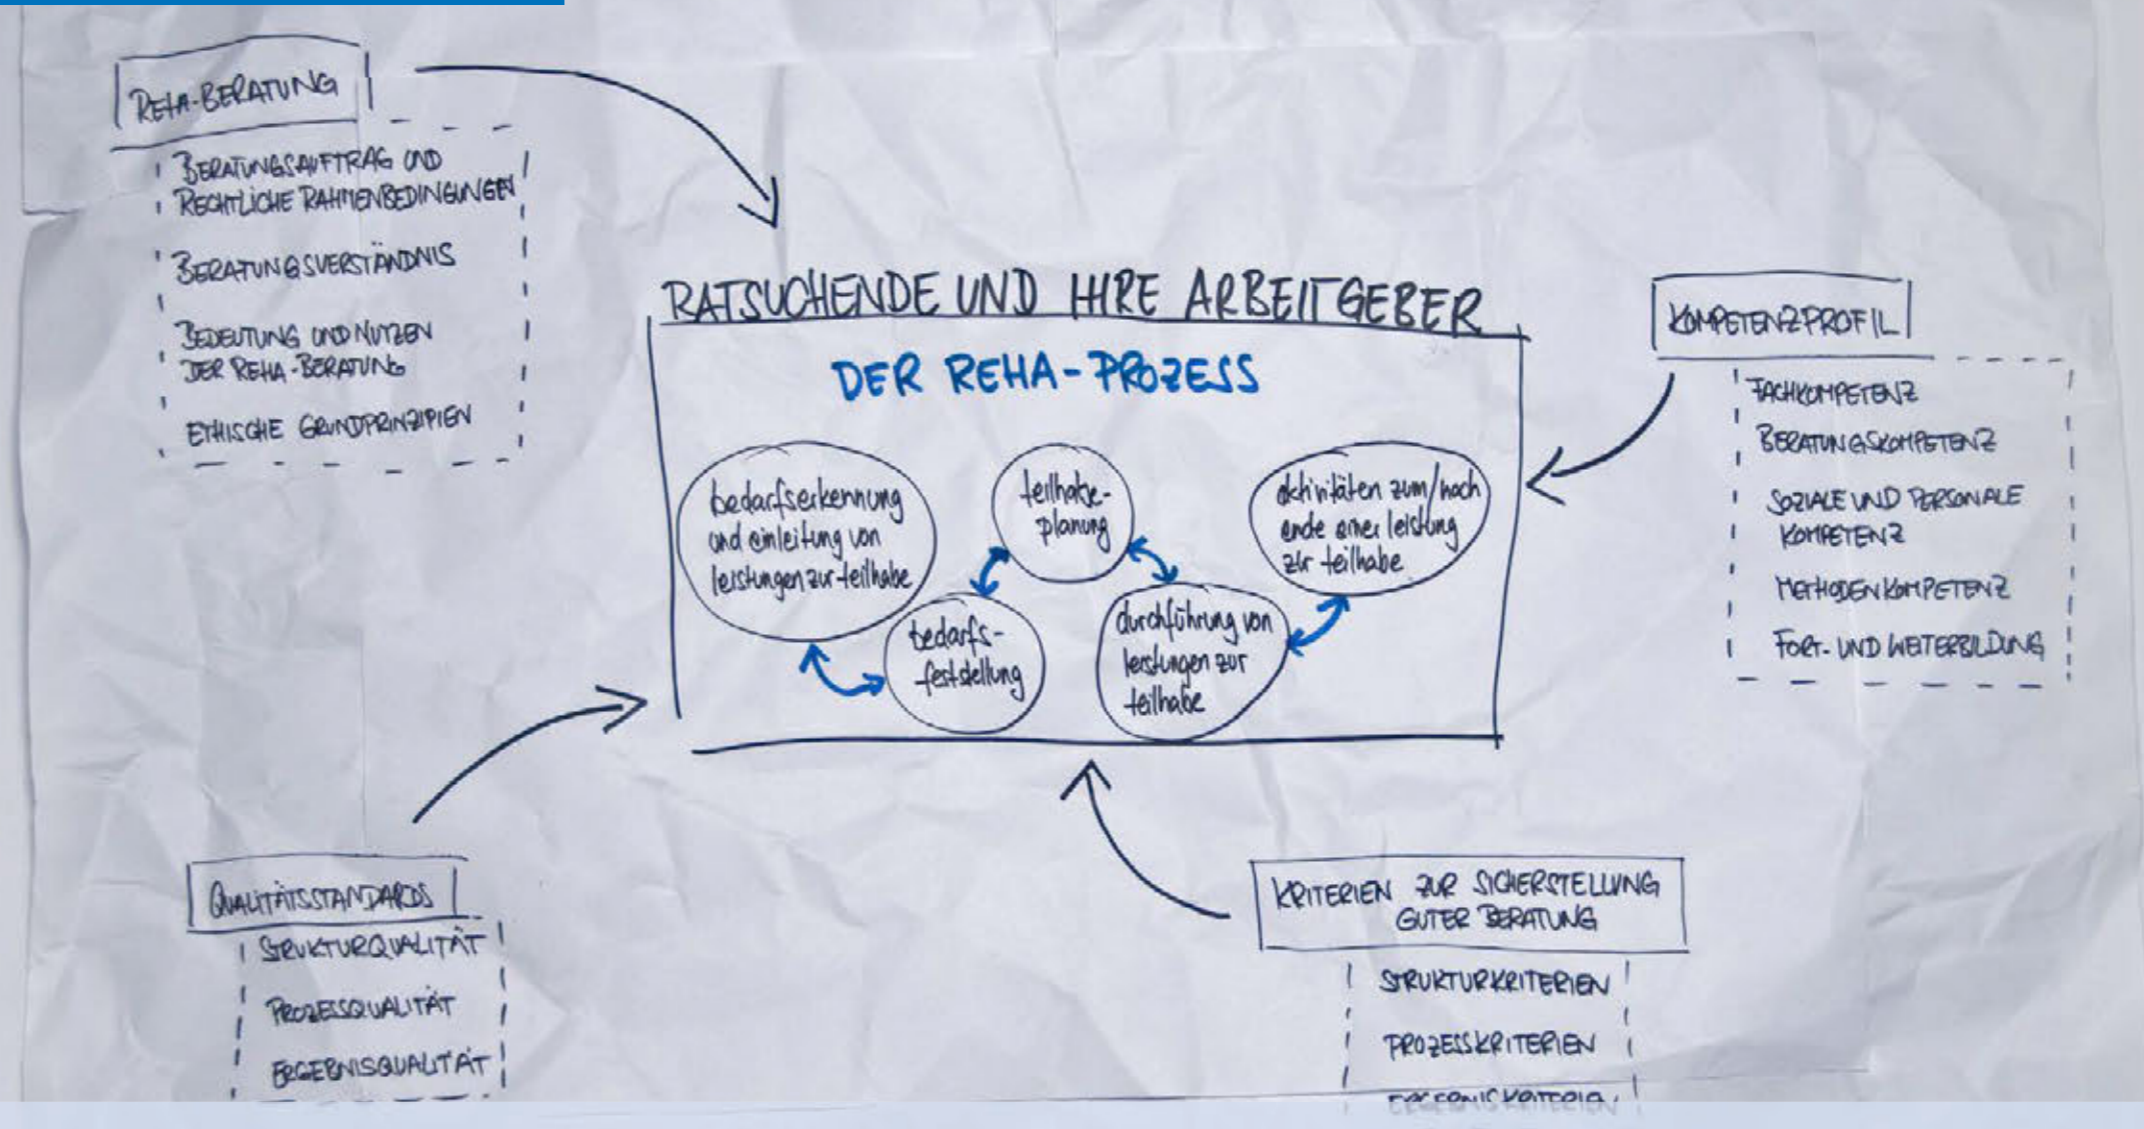 REHA-BERATUNG
BERATUNGSAUFTRAG UND
RECHTLICHE RAHMENBEDINGUNGEN
BERATUNGSVERSTÄNDNIS
BEDEUTUNG UND NUTZEN
DER REHA-BERATUNG
ETHISCHE GRUNDPRINZIPIEN
RATSUCHENDE UND IHRE ARBEITGEBER
DER REHA-PROZESS
bedarfserkennung
und einleitung von
leistungen zur teilhabe
bedarfs-
feststellung
teilhabe-
planung
durchführung von
leistungen zur
teilhabe
aktivitäten zum/nach
ende einer leistung
zur teilhabe
KOMPETENZPROFIL
FACHKOMPETENZ
BERATUNGSKOMPETENZ
SOZIALE UND PERSONALE
KOMPETENZ
METHODENKOMPETENZ
FORT- UND WEITERBILDUNG
QUALITÄTSSTANDARDS
STRUKTURQUALITÄT
PROZESSQUALITÄT
ERGEBNISQUALITÄT
KRITERIEN ZUR SICHERSTELLUNG
GUTER BERATUNG
STRUKTURKRITERIEN
PROZESSKRITERIEN
ERGEBNISKRITERIEN